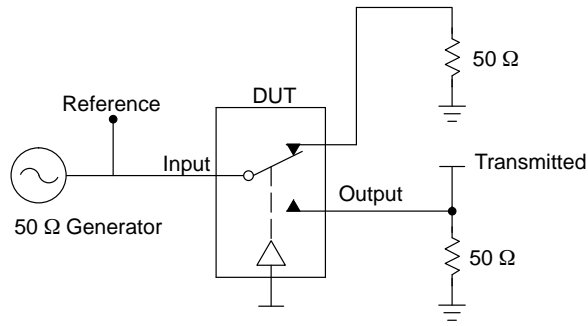 50 Ω
DUT
Reference
Input
Transmitted
Output
50 Ω Generator
50 Ω